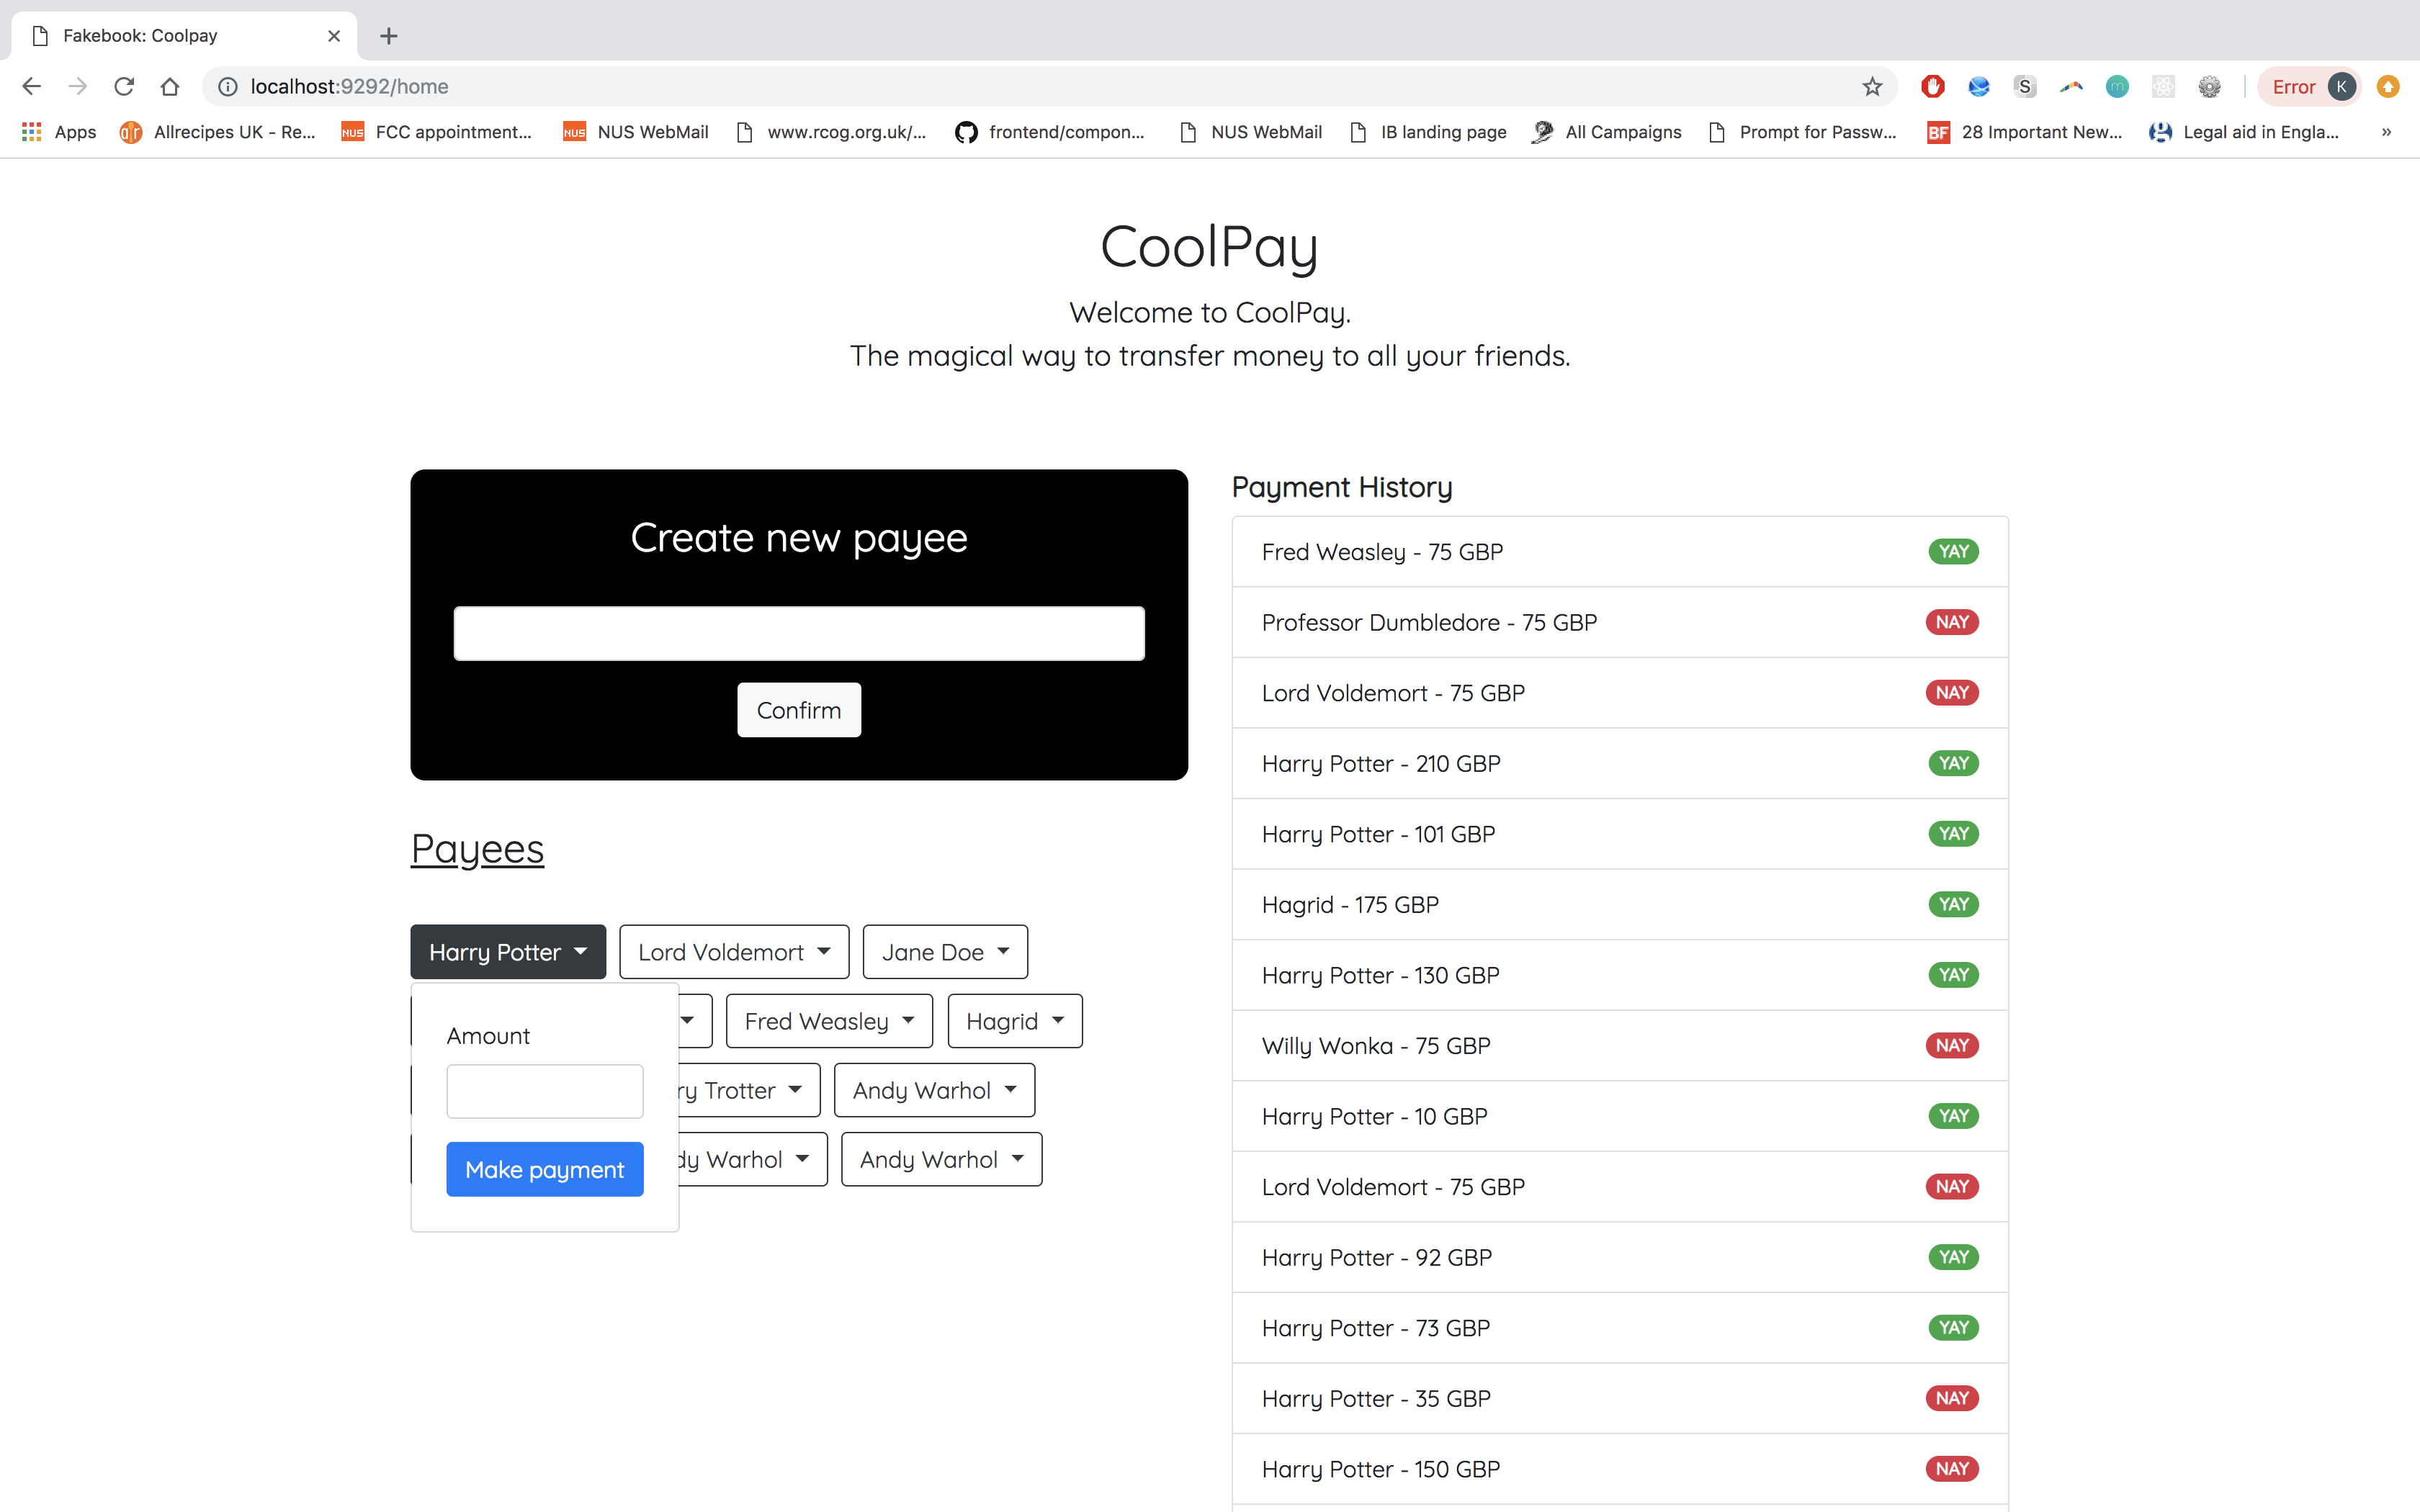 Fakebook: Coolpay
localhost:9292/home
Error K
Apps
Allrecipes UK - Re...
FCC appointment...
NUS WebMail
www.rcog.org.uk/...
frontend/compon...
NUS WebMail
IB landing page
All Campaigns
Prompt for Passw...
28 Important New...
Legal aid in Engla...
»
CoolPay
Welcome to CoolPay.
The magical way to transfer money to all your friends.
Create new payee
Confirm
Payees
Harry Potter
Lord Voldemort
Jane Doe
Fred Weasley
Hagrid
Amount
ry Trotter
Andy Warhol
Make payment
dy Warhol
Andy Warhol
Payment History
Fred Weasley - 75 GBP YAY
Professor Dumbledore - 75 GBP NAY
Lord Voldemort - 75 GBP NAY
Harry Potter - 210 GBP YAY
Harry Potter - 101 GBP YAY
Hagrid - 175 GBP YAY
Harry Potter - 130 GBP YAY
Willy Wonka - 75 GBP NAY
Harry Potter - 10 GBP YAY
Lord Voldemort - 75 GBP NAY
Harry Potter - 92 GBP YAY
Harry Potter - 73 GBP YAY
Harry Potter - 35 GBP NAY
Harry Potter - 150 GBP NAY